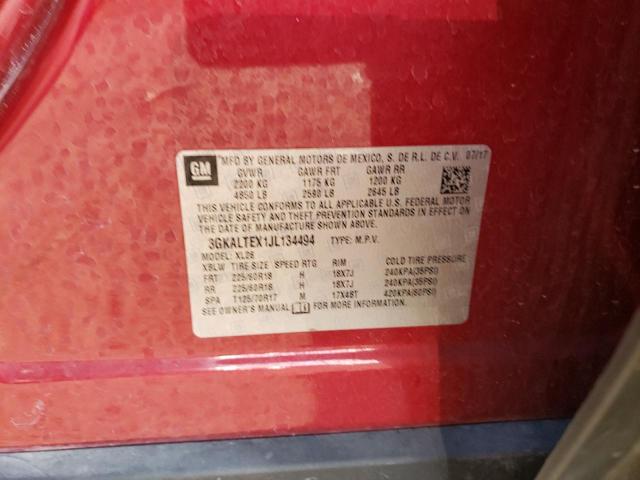 GM
MFD BY GENERAL MOTORS DE MEXICO, S. DE R.L. DE C.V. 07/17
GVWR GAWR FRT GAWR RR
2200 KG 1175 KG 1200 KG
4850 LB 2590 LB 2645 LB
THIS VEHICLE CONFORMS TO ALL APPLICABLE U.S. FEDERAL MOTOR
VEHICLE SAFETY AND THEFT PREVENTION STANDARDS IN EFFECT ON
THE DATE OF MANUFACTURE SHOWN ABOVE.
3GKALTEX1JL134494 TYPE: M.P.V.
MODEL: XL26
XBLW TIRE SIZE SPEED RTG RIM COLD TIRE PRESSURE
FRT 225/60R18 H 18X7J 240KPA(35PSI)
RR 225/60R18 H 18X7J 240KPA(35PSI)
SPA T125/70R17 M 17X4BT 420KPA(60PSI)
SEE OWNER'S MANUAL FOR MORE INFORMATION.